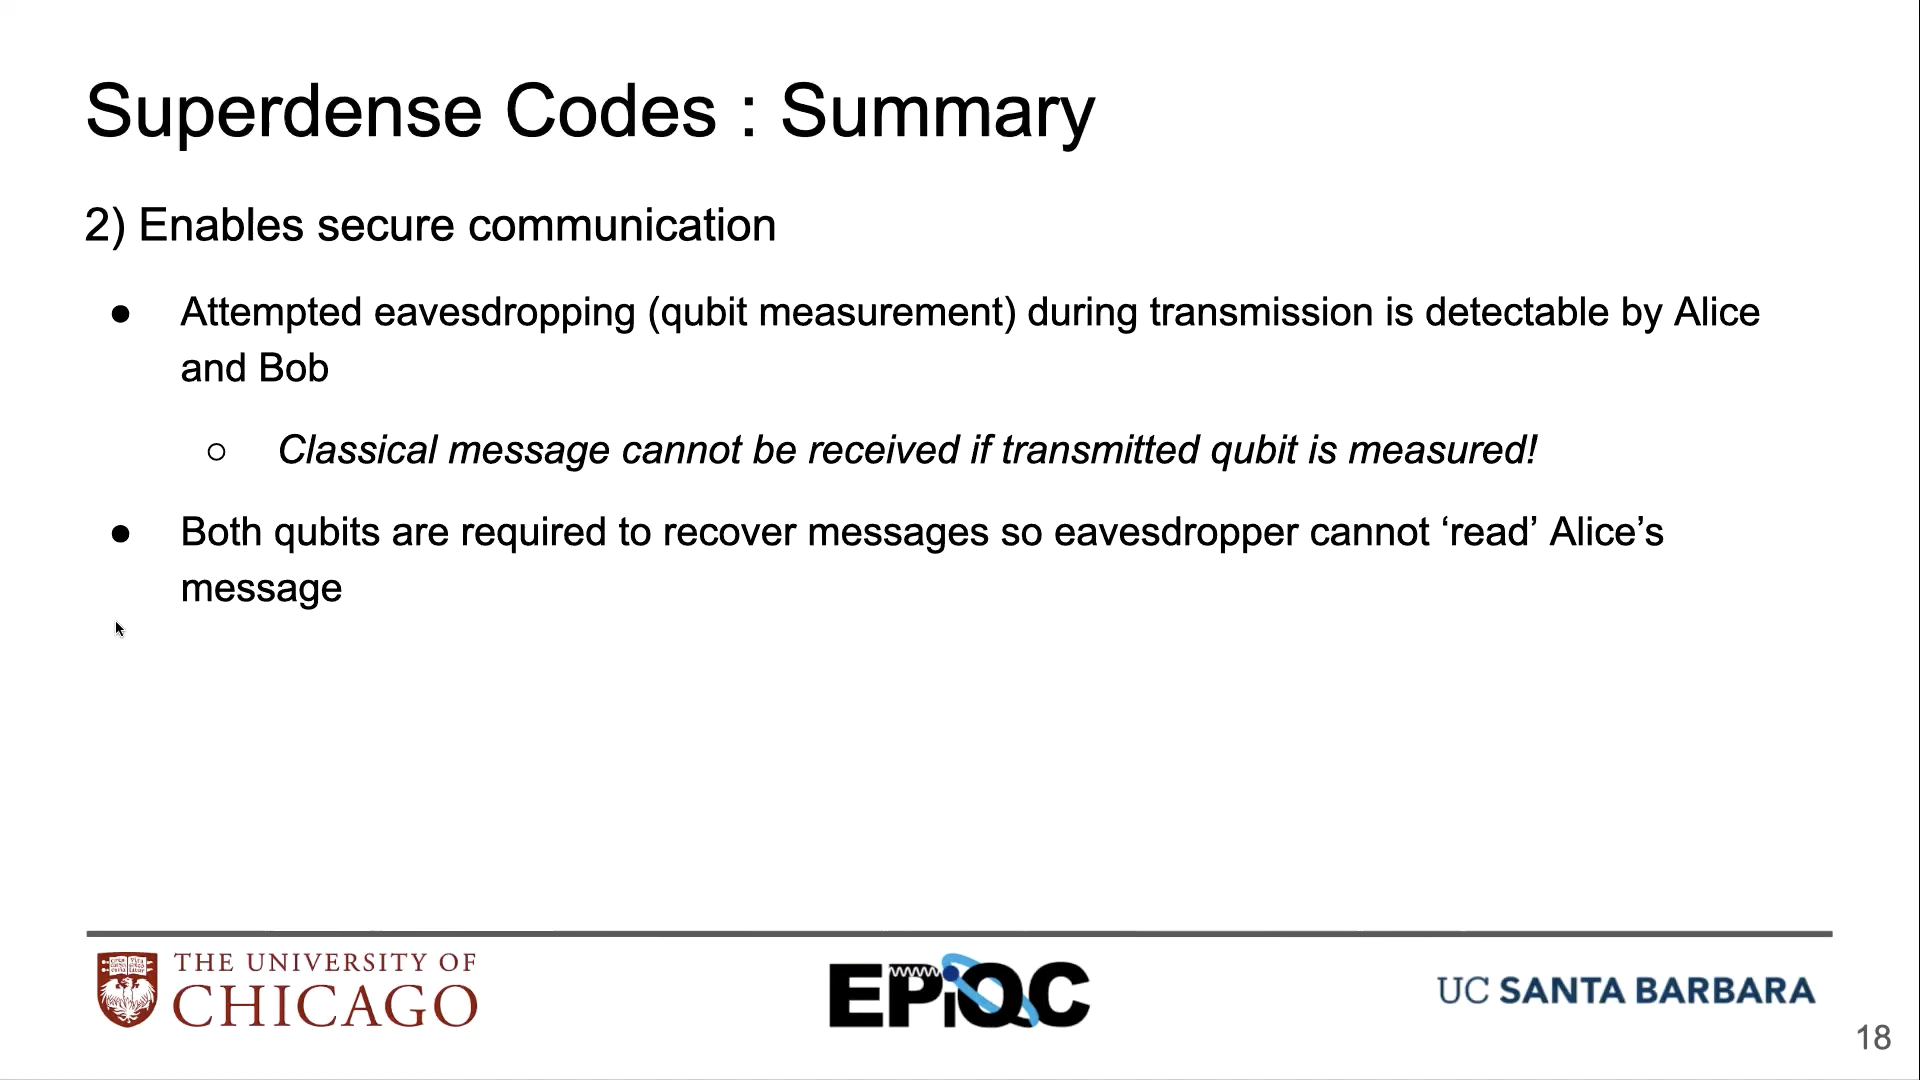 Superdense Codes : Summary
2) Enables secure communication
● Attempted eavesdropping (qubit measurement) during transmission is detectable by Alice
and Bob
○ Classical message cannot be received if transmitted qubit is measured!
● Both qubits are required to recover messages so eavesdropper cannot ‘read’ Alice’s
message
THE UNIVERSITY OF
CHICAGO
EPiQC
UC SANTA BARBARA
18